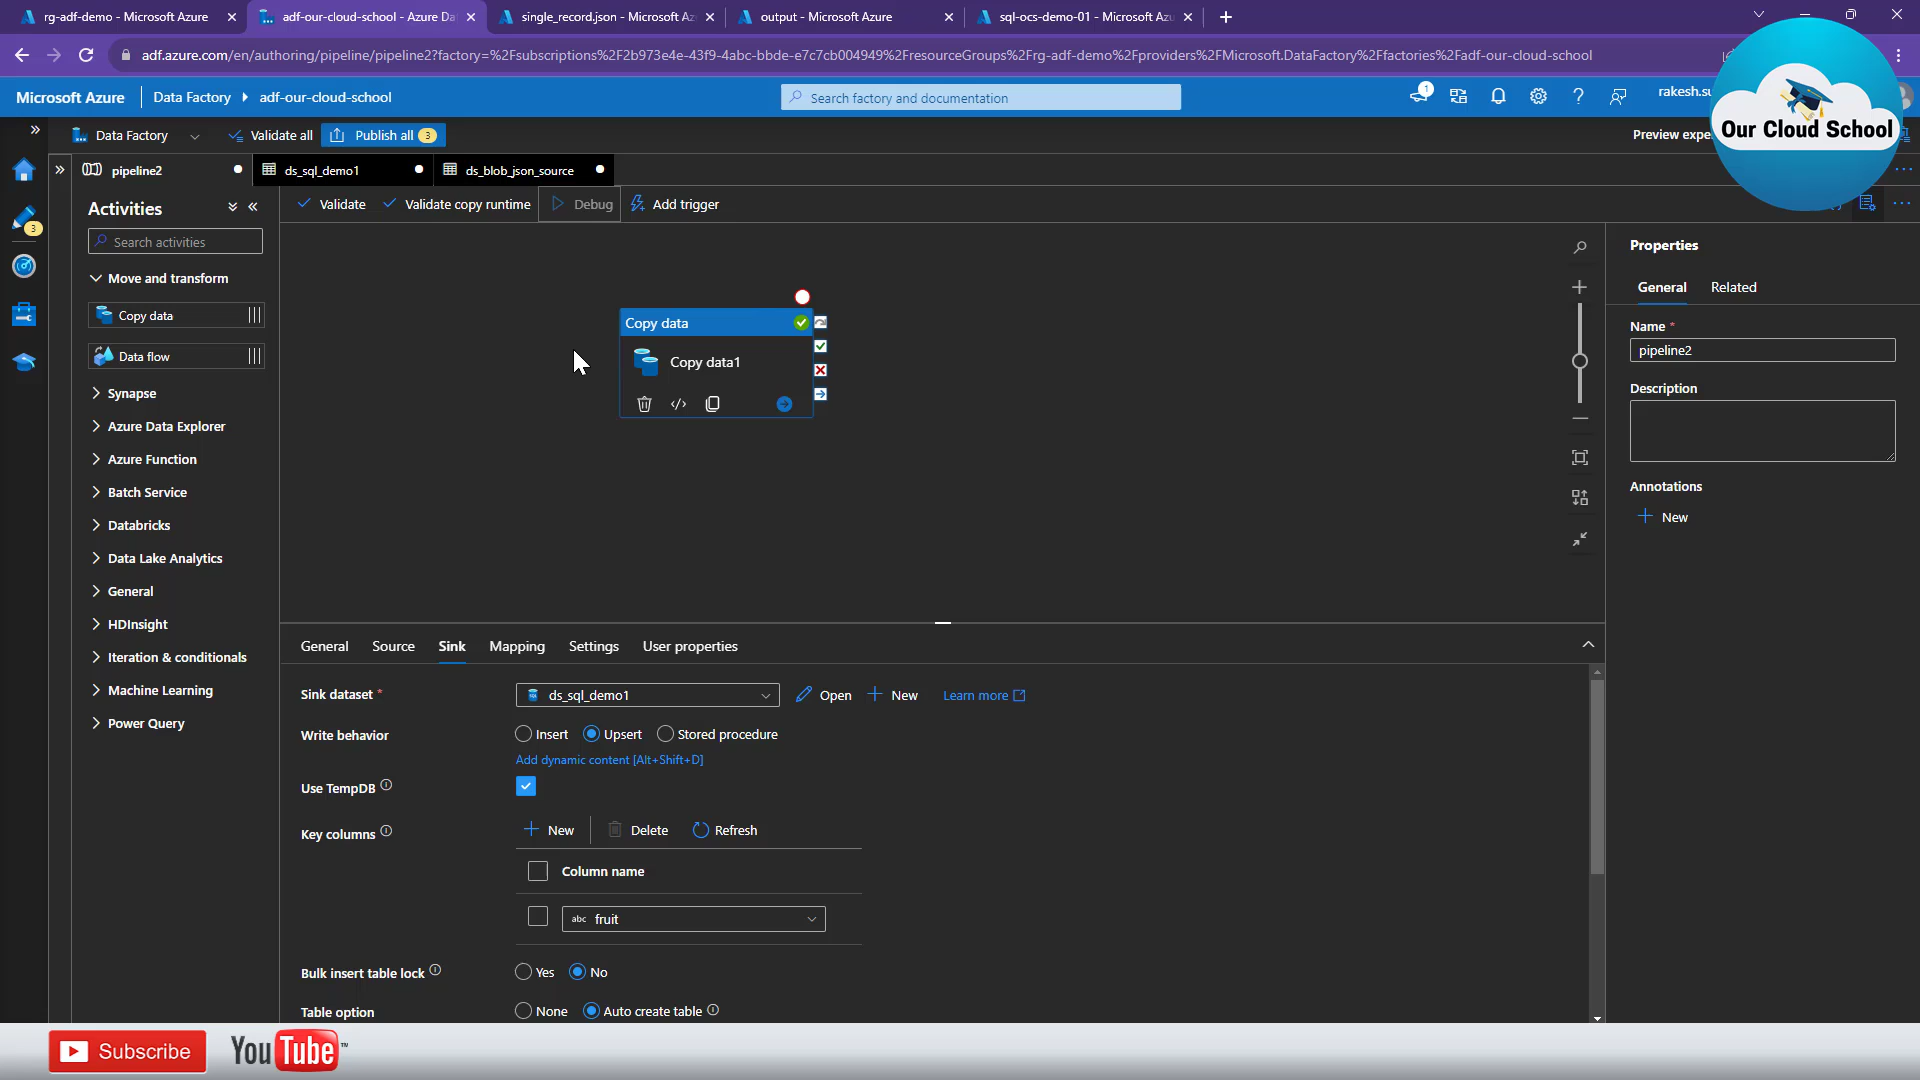 rg-adf-demo - Microsoft Azure
adf-our-cloud-school - Azure Da
single_record.json - Microsoft Az
output - Microsoft Azure
sql-ocs-demo-01 - Microsoft Azu
adf.azure.com/en/authoring/pipeline/pipeline2?factory=%2Fsubscriptions%2F2b973e4e-43f9-4abc-bbde-e7c7cb004949%2FresourceGroups%2Frg-adf-demo%2Fproviders%2FMicrosoft.DataFactory%2Ffactories%2Fadf-our-cloud-school
Microsoft Azure
Data Factory
adf-our-cloud-school
Search factory and documentation
1
rakesh.su
Our Cloud School
Data Factory
Validate all
Publish all 3
Preview expe
pipeline2
ds_sql_demo1
ds_blob_json_source
3
Activities
Search activities
Move and transform
Copy data
Data flow
Synapse
Azure Data Explorer
Azure Function
Batch Service
Databricks
Data Lake Analytics
General
HDInsight
Iteration & conditionals
Machine Learning
Power Query
Validate
Validate copy runtime
Debug
Add trigger
Copy data
Copy data1
General
Source
Sink
Mapping
Settings
User properties
Sink dataset *
ds_sql_demo1
Open
New
Learn more
Write behavior
Insert
Upsert
Stored procedure
Add dynamic content [Alt+Shift+D]
Use TempDB
Key columns
New
Delete
Refresh
Column name
abc fruit
Bulk insert table lock
Yes
No
Table option
None
Auto create table
Properties
General
Related
Name *
pipeline2
Description
Annotations
New
Subscribe
YouTube™